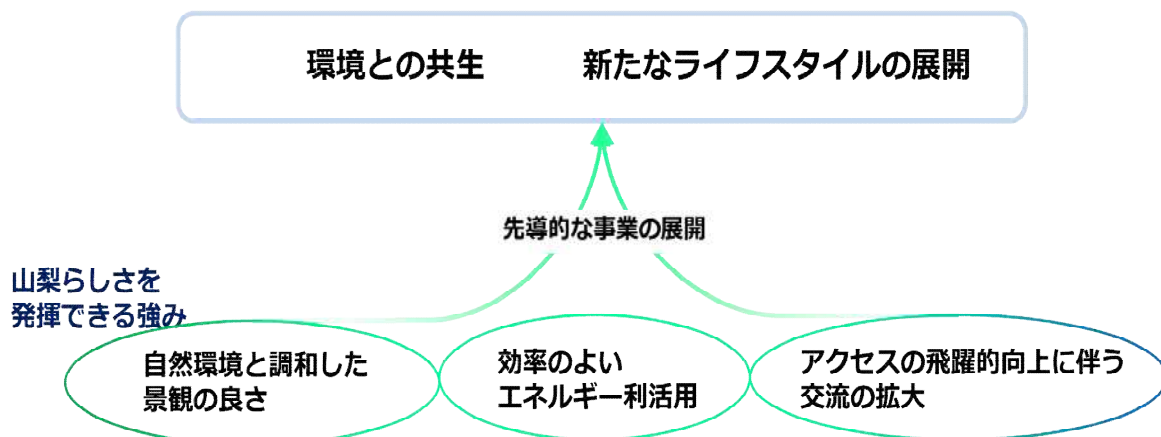 環境との共生 新たなライフスタイルの展開
先導的な事業の展開
山梨らしさを
発揮できる強み
自然環境と調和した
景観の良さ
効率のよい
エネルギー利活用
アクセスの飛躍的向上に伴う
交流の拡大